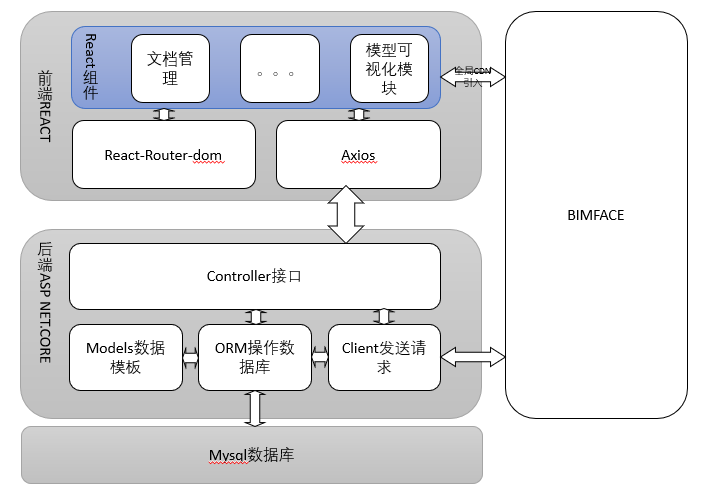 前端REACT
React组件
文档管
理
。。。
模型可
视化模
块
全局CDN
引入
React-Router-dom
Axios
BIMFACE
后端ASP NET.CORE
Controller接口
Models数据
模板
ORM操作数
据库
Client发送请
求
Mysql数据库